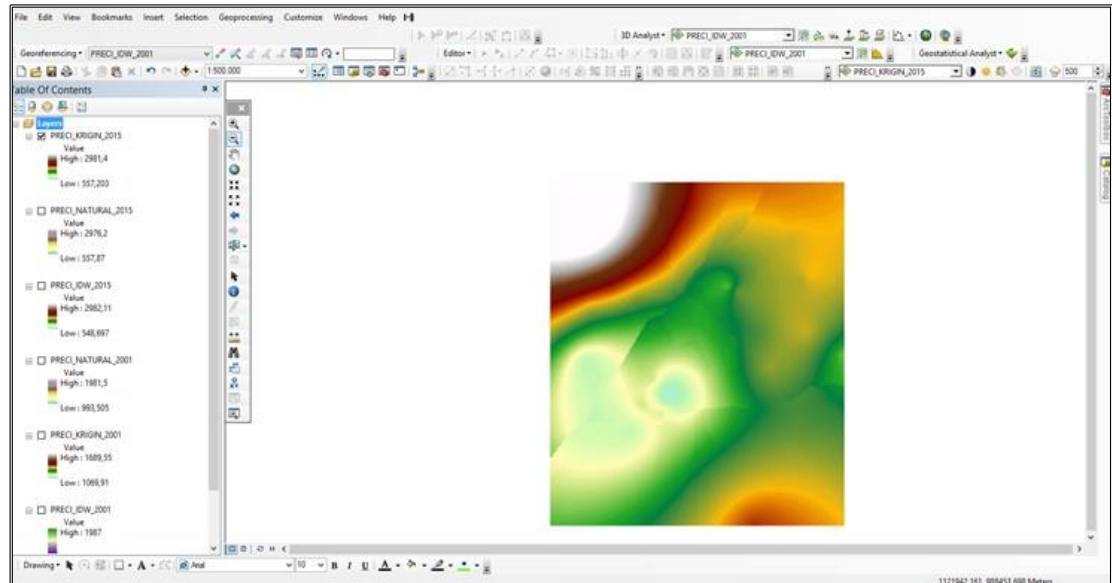 File Edit View Bookmarks Insert Selection Geoprocessing Customize Windows Help
3D Analyst PRECI_IDW_2001
Georeferencing PRECI_IDW_2001 Editor PRECI_IDW_2001 Geostatistical Analyst
1:500.000 PRECI_KRIGIN_2015 500
Table Of Contents
Layers
PRECI_KRIGIN_2015
Value
High : 2981,4
Low : 557,203
PRECI_NATURAL_2015
Value
High : 2976,2
Low : 557,87
PRECI_IDW_2015
Value
High : 2982,11
Low : 548,697
PRECI_NATURAL_2001
Value
High : 1981,5
Low : 993,505
PRECI_KRIGIN_2001
Value
High : 1689,55
Low : 1069,91
PRECI_IDW_2001
Value
High : 1987
ArcToolbox
Catalog
Drawing A Arial 10 B I U A
1121942,161 988451,698 Meters